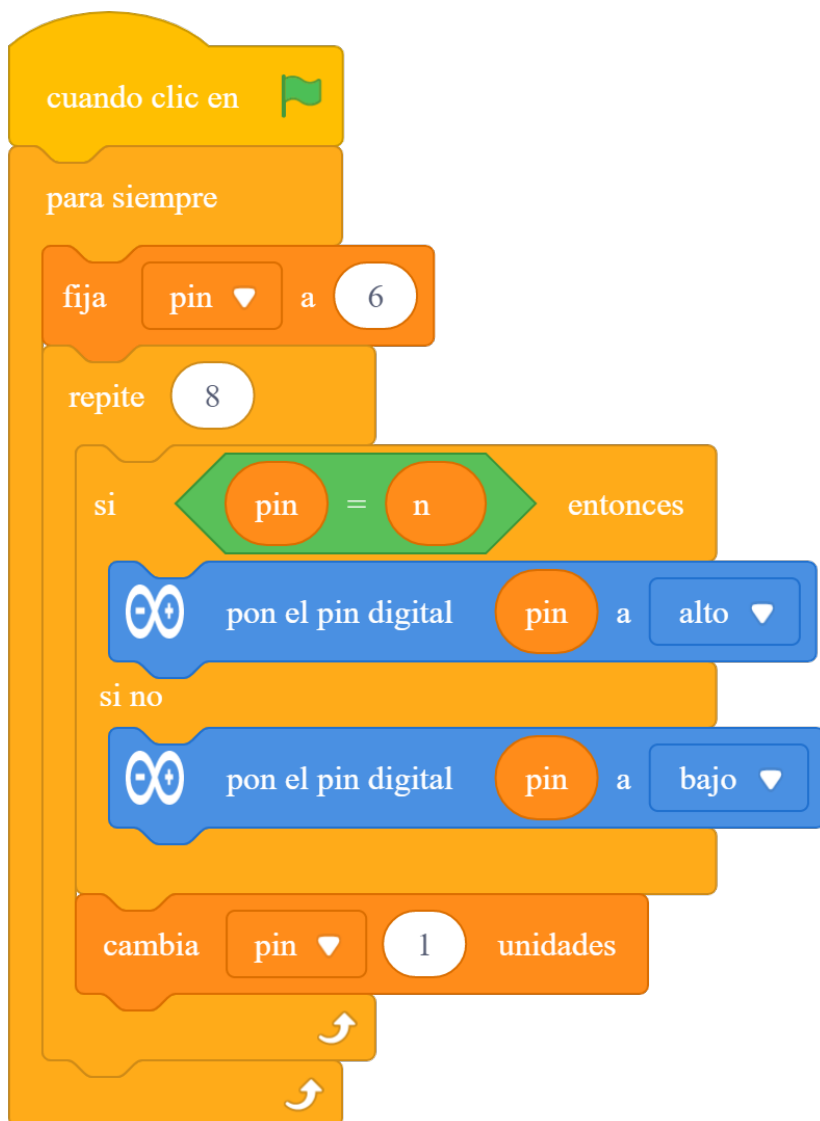 cuando clic en
para siempre
fija pin a 6
repite 8
si pin = n entonces
pon el pin digital pin a alto
si no
pon el pin digital pin a bajo
cambia pin 1 unidades